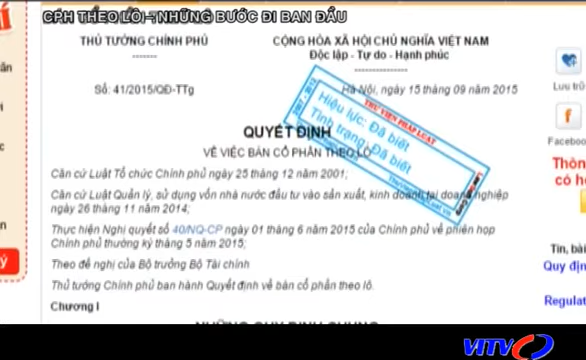 CPH THEO LÔ - NHỮNG BƯỚC ĐI BAN ĐẦU
THỦ TƯỚNG CHÍNH PHỦ
CỘNG HÒA XÃ HỘI CHỦ NGHĨA VIỆT NAM
-------
Độc lập - Tự do - Hạnh phúc
---------------
Số: 41/2015/QĐ-TTg
Hà Nội, ngày 15 tháng 09 năm 2015
THƯ VIỆN PHÁP LUẬT
Hiệu lực: Đã biết
Tình trạng: Đã biết
QUYẾT ĐỊNH
VỀ VIỆC BÁN CỔ PHẦN THEO LÔ
Căn cứ Luật Tổ chức Chính phủ ngày 25 tháng 12 năm 2001;
Căn cứ Luật Quản lý, sử dụng vốn nhà nước đầu tư vào sản xuất, kinh doanh tại doanh nghiệp
ngày 26 tháng 11 năm 2014;
Thực hiện Nghị quyết số 40/NQ-CP ngày 01 tháng 6 năm 2015 của Chính phủ về phiên họp
Chính phủ thường kỳ tháng 5 năm 2015;
Theo đề nghị của Bộ trưởng Bộ Tài chính
Thủ tướng Chính phủ ban hành Quyết định về bán cổ phần theo lô.
Chương I
NHỮNG QUY ĐỊNH CHUNG
Lưu trữ
Facebook
Thôn
có h
Tin, bài
Quy địn
Regulat
VITV